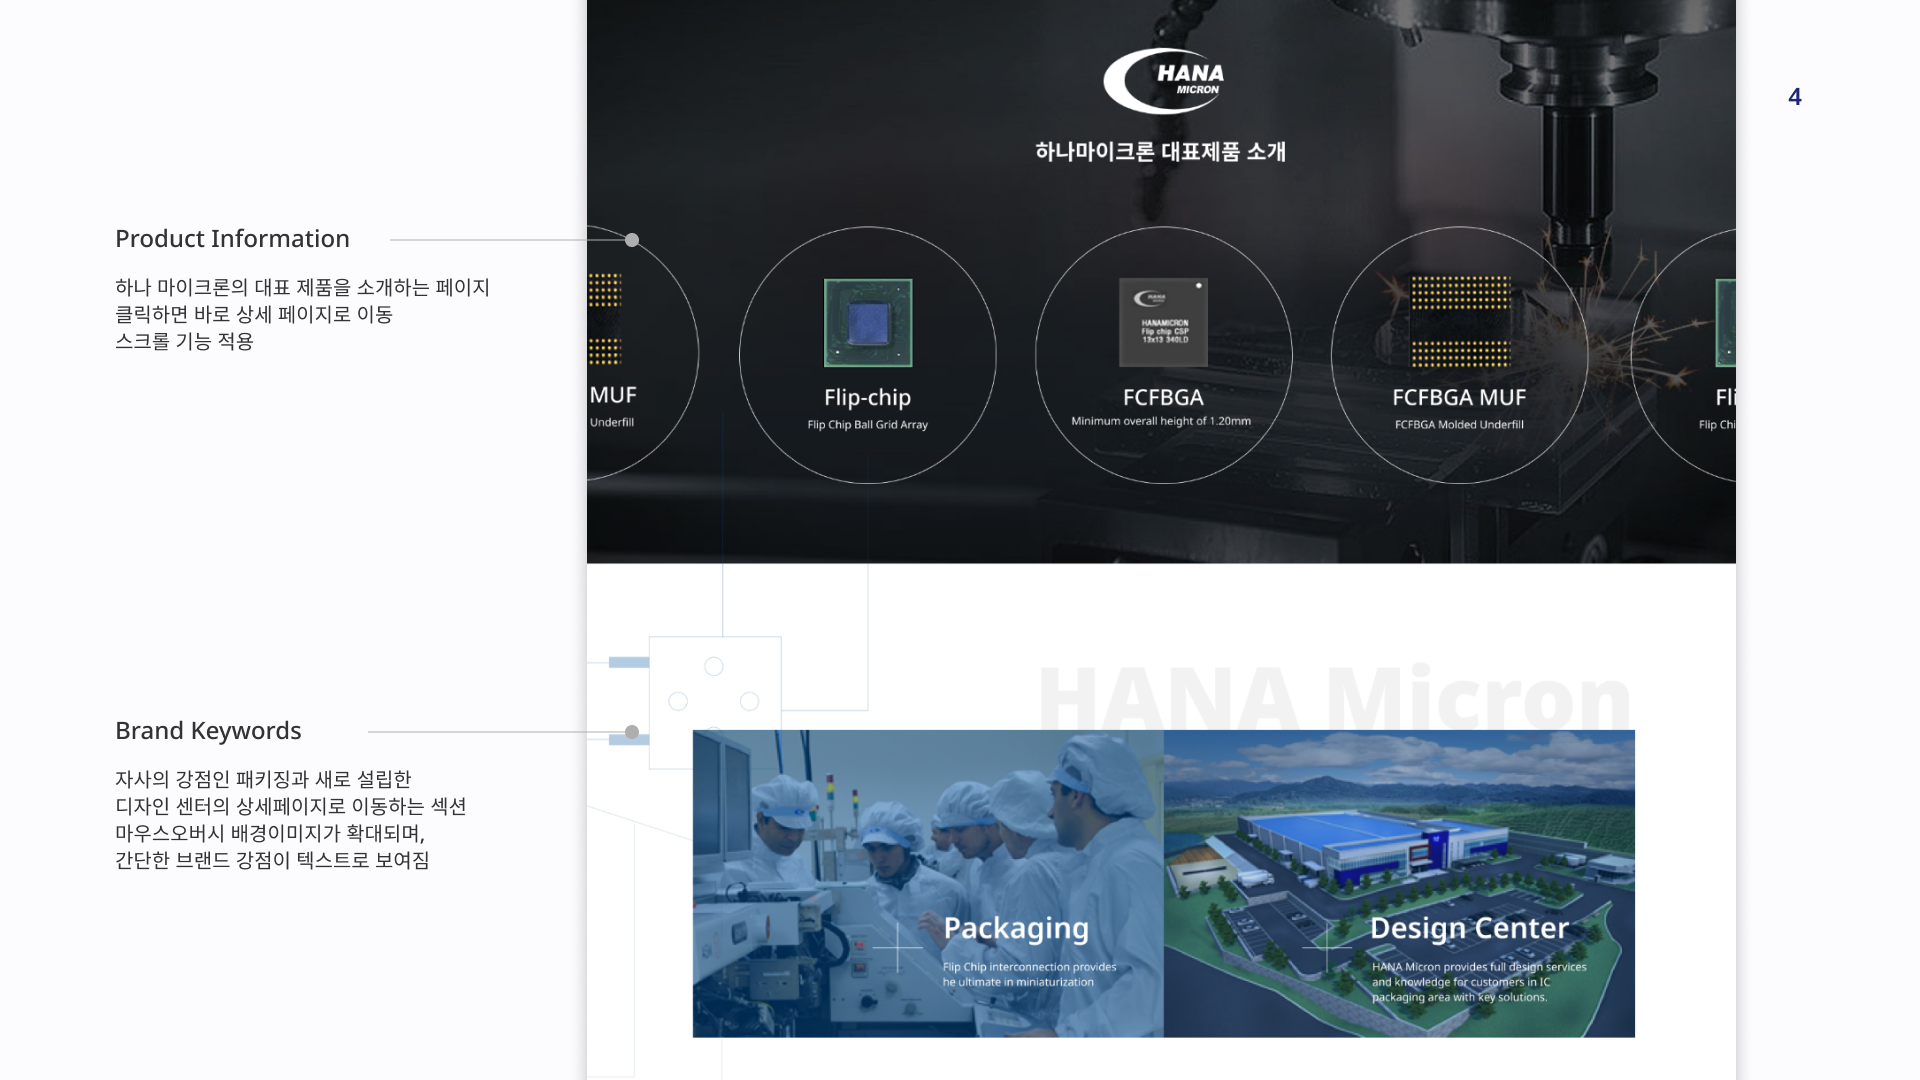 4
Product Information
하나 마이크론의 대표 제품을 소개하는 페이지
클릭하면 바로 상세 페이지로 이동
스크롤 기능 적용
HANA
MICRON
하나마이크론 대표제품 소개
MUF
Underfill
Flip-chip
Flip Chip Ball Grid Array
HANA
HANAMICRON
Flip chip CSP
13x13 340LD
FCFBGA
Minimum overall height of 1.20mm
FCFBGA MUF
FCFBGA Molded Underfill
Fli
Flip Chi
Brand Keywords
자사의 강점인 패키징과 새로 설립한
디자인 센터의 상세페이지로 이동하는 섹션
마우스오버시 배경이미지가 확대되며,
간단한 브랜드 강점이 텍스트로 보여짐
HANA Micron
Packaging
Flip Chip interconnection provides
he ultimate in miniaturization
Design Center
HANA Micron provides full design services
and knowledge for customers in IC
packaging area with key solutions.